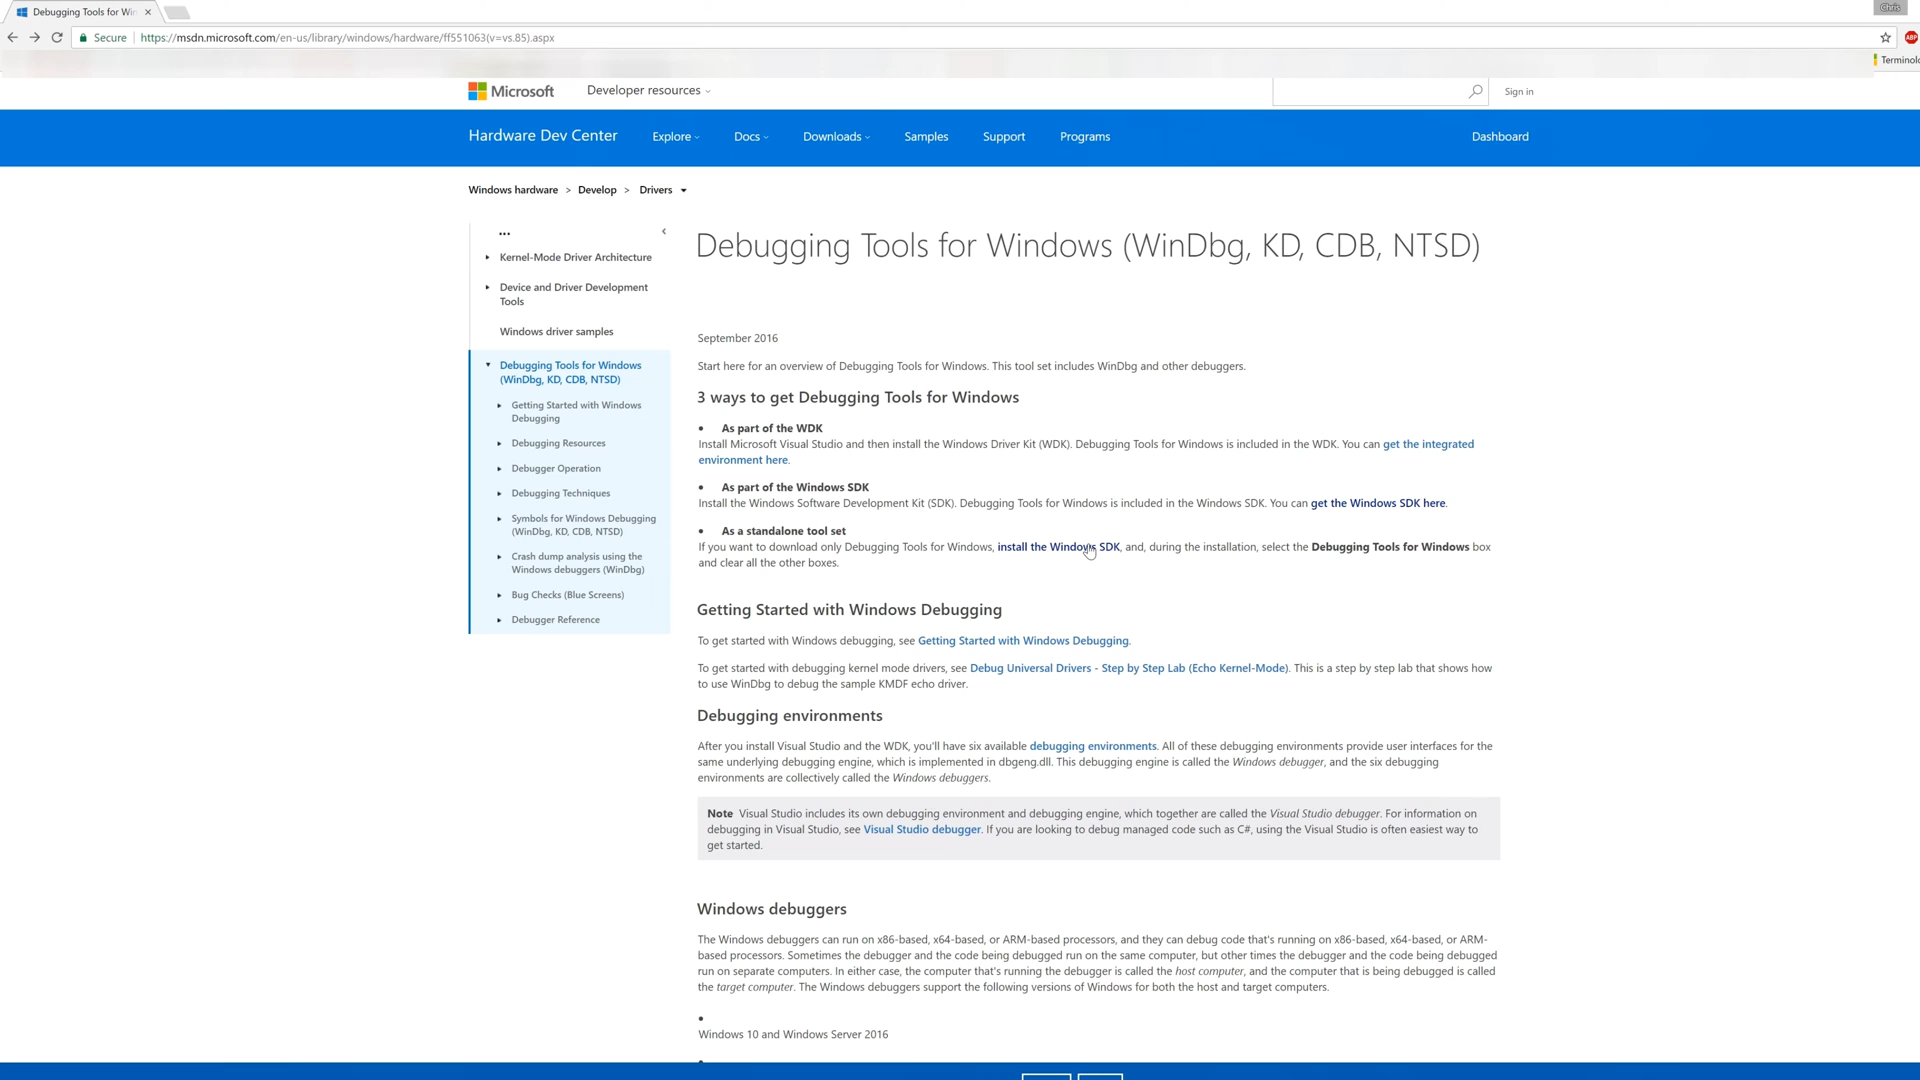 Debugging Tools for Win
Chris
Secure
https://msdn.microsoft.com/en-us/library/windows/hardware/ff551063(v=vs.85).aspx
ABP
Terminolo
Microsoft
Developer resources
Sign in
Hardware Dev Center
Explore
Docs
Downloads
Samples
Support
Programs
Dashboard
Windows hardware > Develop > Drivers
...
Kernel-Mode Driver Architecture
Device and Driver Development
Tools
Windows driver samples
Debugging Tools for Windows
(WinDbg, KD, CDB, NTSD)
Getting Started with Windows
Debugging
Debugging Resources
Debugger Operation
Debugging Techniques
Symbols for Windows Debugging
(WinDbg, KD, CDB, NTSD)
Crash dump analysis using the
Windows debuggers (WinDbg)
Bug Checks (Blue Screens)
Debugger Reference
Debugging Tools for Windows (WinDbg, KD, CDB, NTSD)
September 2016
Start here for an overview of Debugging Tools for Windows. This tool set includes WinDbg and other debuggers.
3 ways to get Debugging Tools for Windows
• As part of the WDK
Install Microsoft Visual Studio and then install the Windows Driver Kit (WDK). Debugging Tools for Windows is included in the WDK. You can get the integrated
environment here.
• As part of the Windows SDK
Install the Windows Software Development Kit (SDK). Debugging Tools for Windows is included in the Windows SDK. You can get the Windows SDK here.
• As a standalone tool set
If you want to download only Debugging Tools for Windows, install the Windows SDK, and, during the installation, select the Debugging Tools for Windows box
and clear all the other boxes.
Getting Started with Windows Debugging
To get started with Windows debugging, see Getting Started with Windows Debugging.
To get started with debugging kernel mode drivers, see Debug Universal Drivers - Step by Step Lab (Echo Kernel-Mode). This is a step by step lab that shows how
to use WinDbg to debug the sample KMDF echo driver.
Debugging environments
After you install Visual Studio and the WDK, you'll have six available debugging environments. All of these debugging environments provide user interfaces for the
same underlying debugging engine, which is implemented in dbgeng.dll. This debugging engine is called the Windows debugger, and the six debugging
environments are collectively called the Windows debuggers.
Note Visual Studio includes its own debugging environment and debugging engine, which together are called the Visual Studio debugger. For information on
debugging in Visual Studio, see Visual Studio debugger. If you are looking to debug managed code such as C#, using the Visual Studio is often easiest way to
get started.
Windows debuggers
The Windows debuggers can run on x86-based, x64-based, or ARM-based processors, and they can debug code that's running on x86-based, x64-based, or ARM-
based processors. Sometimes the debugger and the code being debugged run on the same computer, but other times the debugger and the code being debugged
run on separate computers. In either case, the computer that's running the debugger is called the host computer, and the computer that is being debugged is called
the target computer. The Windows debuggers support the following versions of Windows for both the host and target computers.
•
Windows 10 and Windows Server 2016